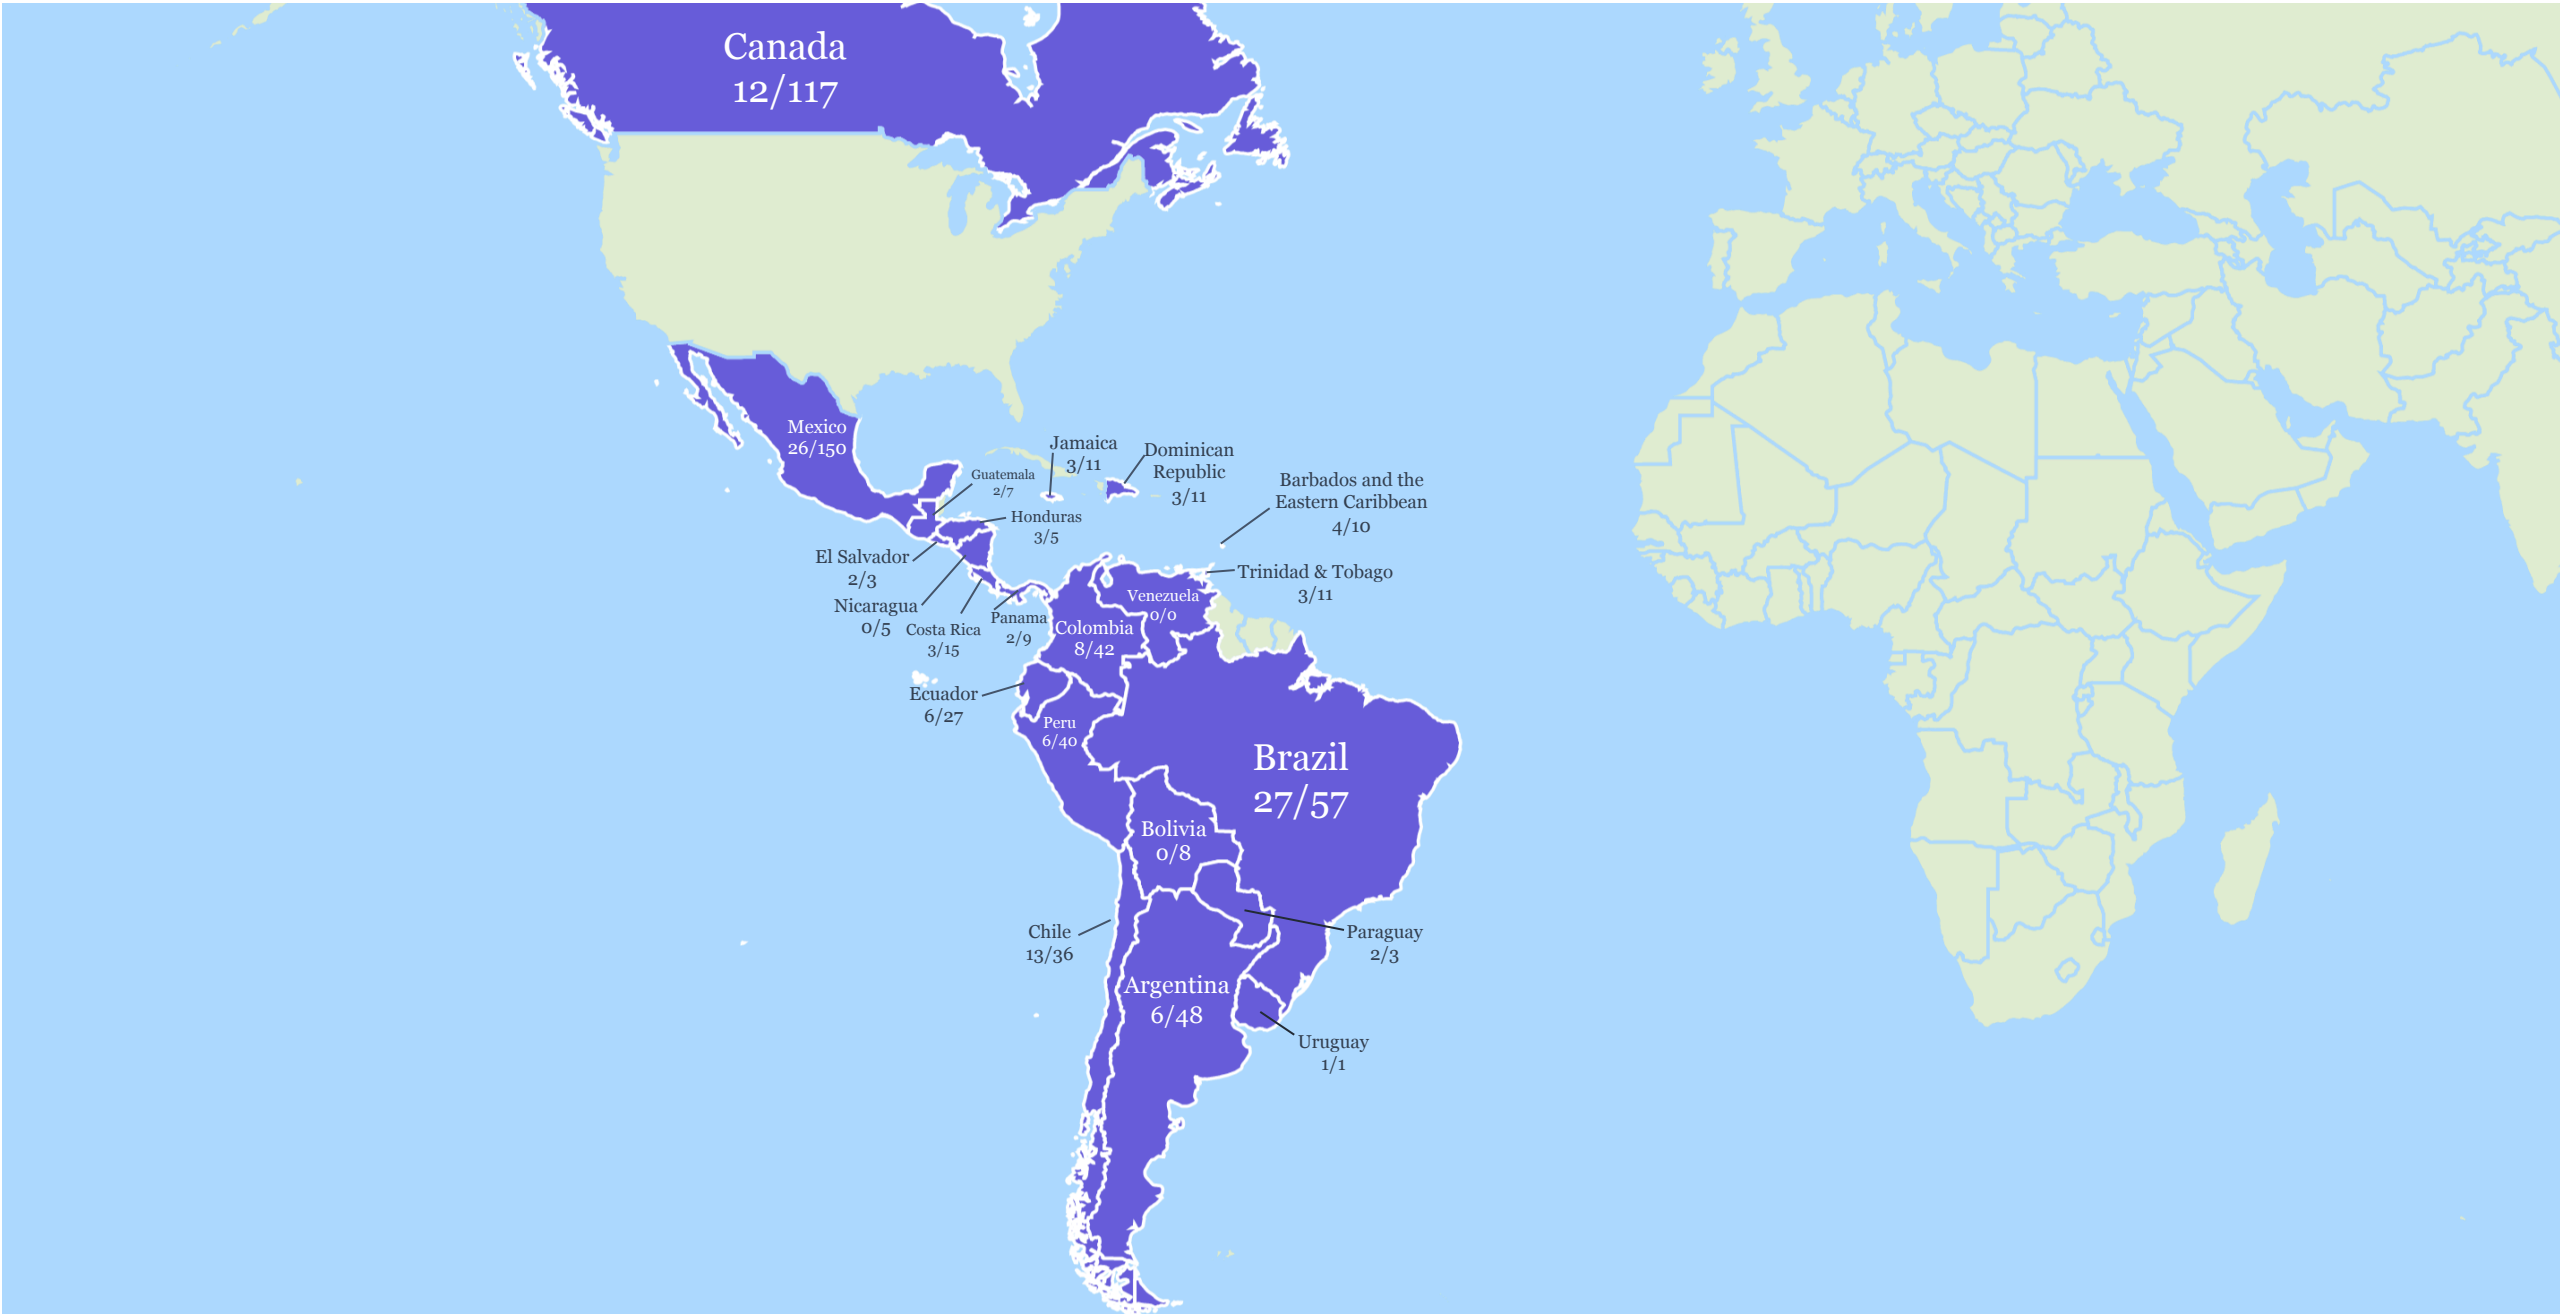 Canada
12/117
Mexico
26/150
Jamaica
3/11
Dominican
Republic
3/11
Guatemala
2/7
Barbados and the
Eastern Caribbean
4/10
Honduras
3/5
El Salvador
2/3
Trinidad & Tobago
3/11
Nicaragua
0/5
Costa Rica
3/15
Panama
2/9
Venezuela
0/0
Colombia
8/42
Ecuador
6/27
Peru
6/40
Brazil
27/57
Bolivia
0/8
Chile
13/36
Paraguay
2/3
Argentina
6/48
Uruguay
1/1